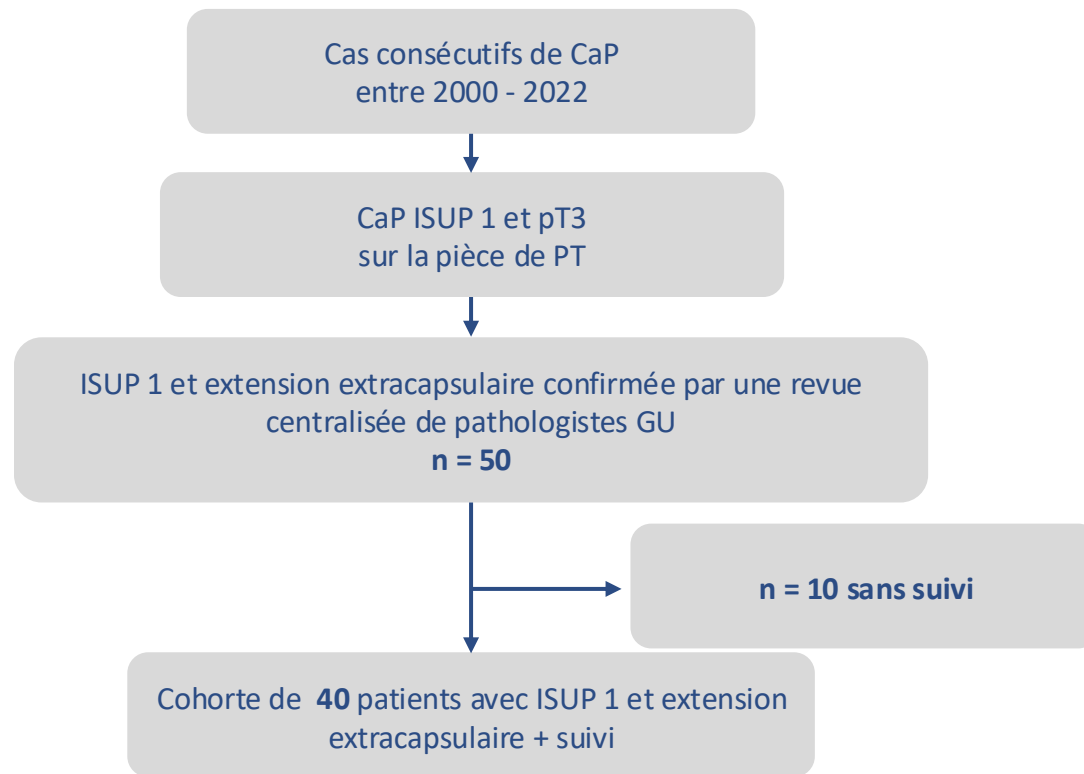 Cas consécutifs de CaP
entre 2000 - 2022
CaP ISUP 1 et pT3
sur la pièce de PT
ISUP 1 et extension extracapsulaire confirmée par une revue
centralisée de pathologistes GU
n = 50
n = 10 sans suivi
Cohorte de 40 patients avec ISUP 1 et extension
extracapsulaire + suivi